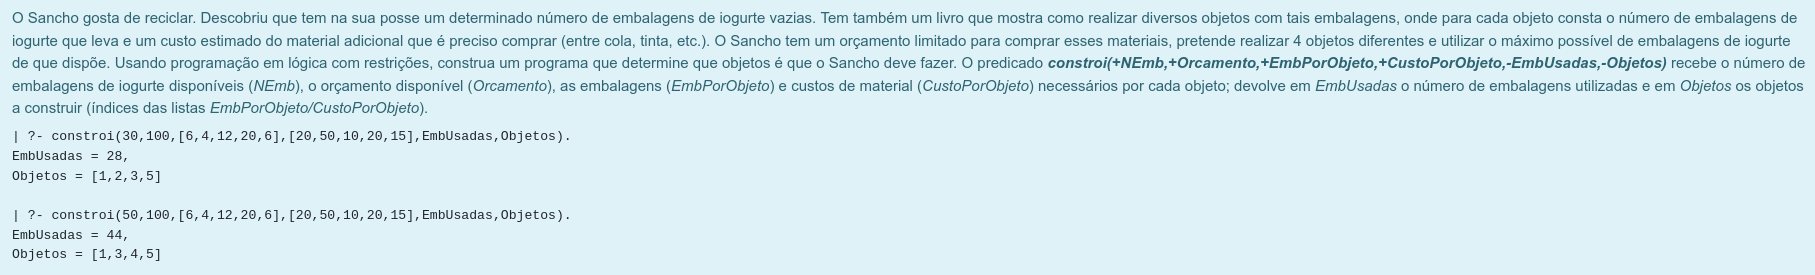 O Sancho gosta de reciclar. Descobriu que tem na sua posse um determinado número de embalagens de iogurte vazias. Tem também um livro que mostra como realizar diversos objetos com tais embalagens, onde para cada objeto consta o número de embalagens de
iogurte que leva e um custo estimado do material adicional que é preciso comprar (entre cola, tinta, etc.). O Sancho tem um orçamento limitado para comprar esses materiais, pretende realizar 4 objetos diferentes e utilizar o máximo possível de embalagens de iogurte
de que dispõe. Usando programação em lógica com restrições, construa um programa que determine que objetos é que o Sancho deve fazer. O predicado constroi(+NEmb,+Orcamento,+EmbPorObjeto,+CustoPorObjeto,-EmbUsadas,-Objetos) recebe o número de
embalagens de iogurte disponíveis (NEmb), o orçamento disponível (Orcamento), as embalagens (EmbPorObjeto) e custos de material (CustoPorObjeto) necessários por cada objeto; devolve em EmbUsadas o número de embalagens utilizadas e em Objetos os objetos
a construir (índices das listas EmbPorObjeto/CustoPorObjeto).
| ?- constroi(30,100,[6,4,12,20,6],[20,50,10,20,15],EmbUsadas,Objetos).
EmbUsadas = 28,
Objetos = [1,2,3,5]
| ?- constroi(50,100,[6,4,12,20,6],[20,50,10,20,15],EmbUsadas,Objetos).
EmbUsadas = 44,
Objetos = [1,3,4,5]